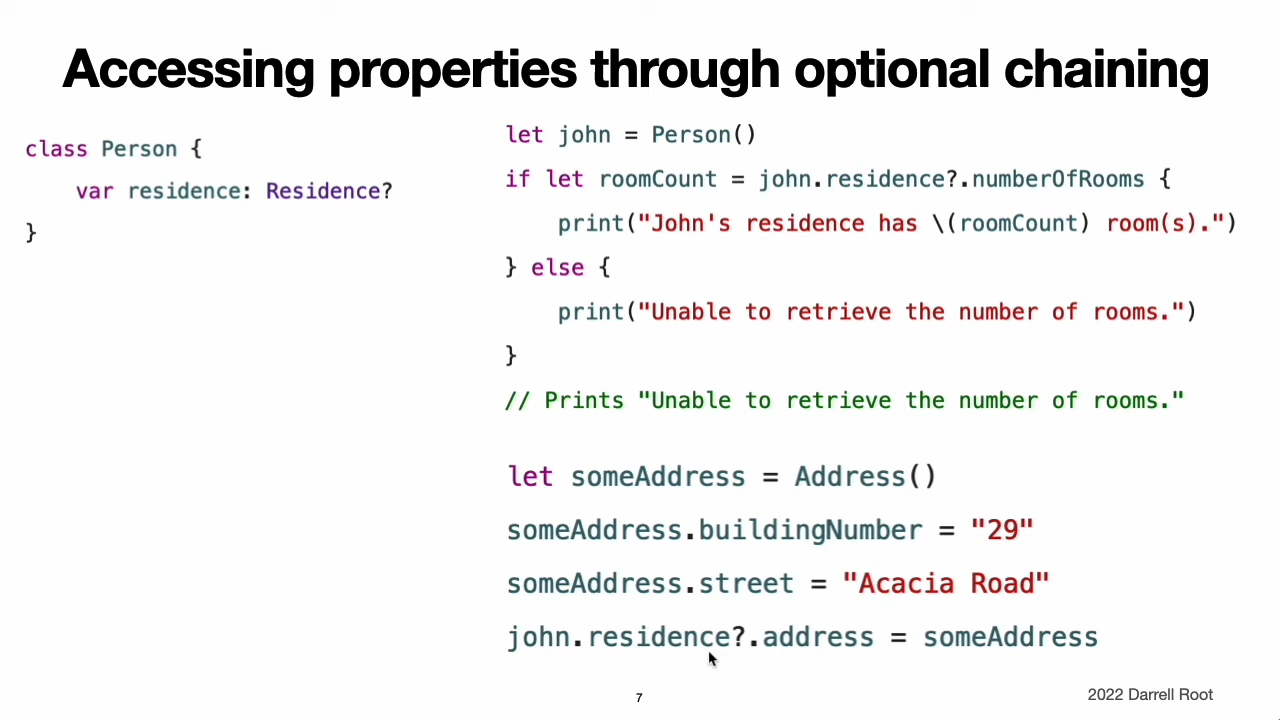 Accessing properties through optional chaining
class Person {
    var residence: Residence?
}
let john = Person()
if let roomCount = john.residence?.numberOfRooms {
    print("John's residence has \(roomCount) room(s).")
} else {
    print("Unable to retrieve the number of rooms.")
}
// Prints "Unable to retrieve the number of rooms."
let someAddress = Address()
someAddress.buildingNumber = "29"
someAddress.street = "Acacia Road"
john.residence?.address = someAddress
7
2022 Darrell Root